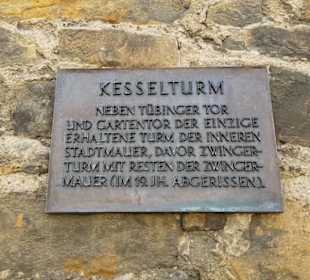 KESSELTURM
NEBEN TÜBINGER TOR
UND GARTENTOR DER EINZIGE
ERHALTENE TURM DER INNEREN
STADTMAUER, DAVOR ZWINGER-
TURM MIT RESTEN DER ZWINGER-
MAUER (IM 19. JH. ABGERISSEN).